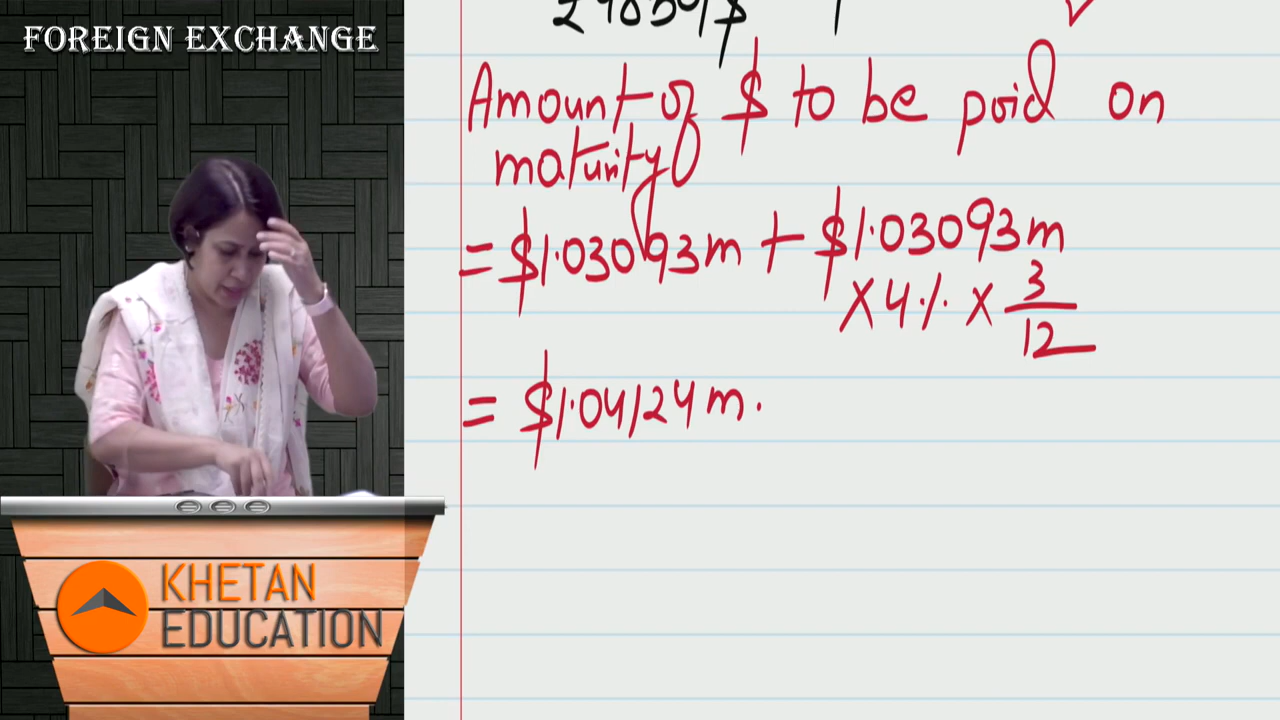 FOREIGN EXCHANGE
Amount of $ to be paid on
maturity
= $1.03093m + $1.03093m
X 4% X 3/12
= $1.04124m.
KHETAN
EDUCATION